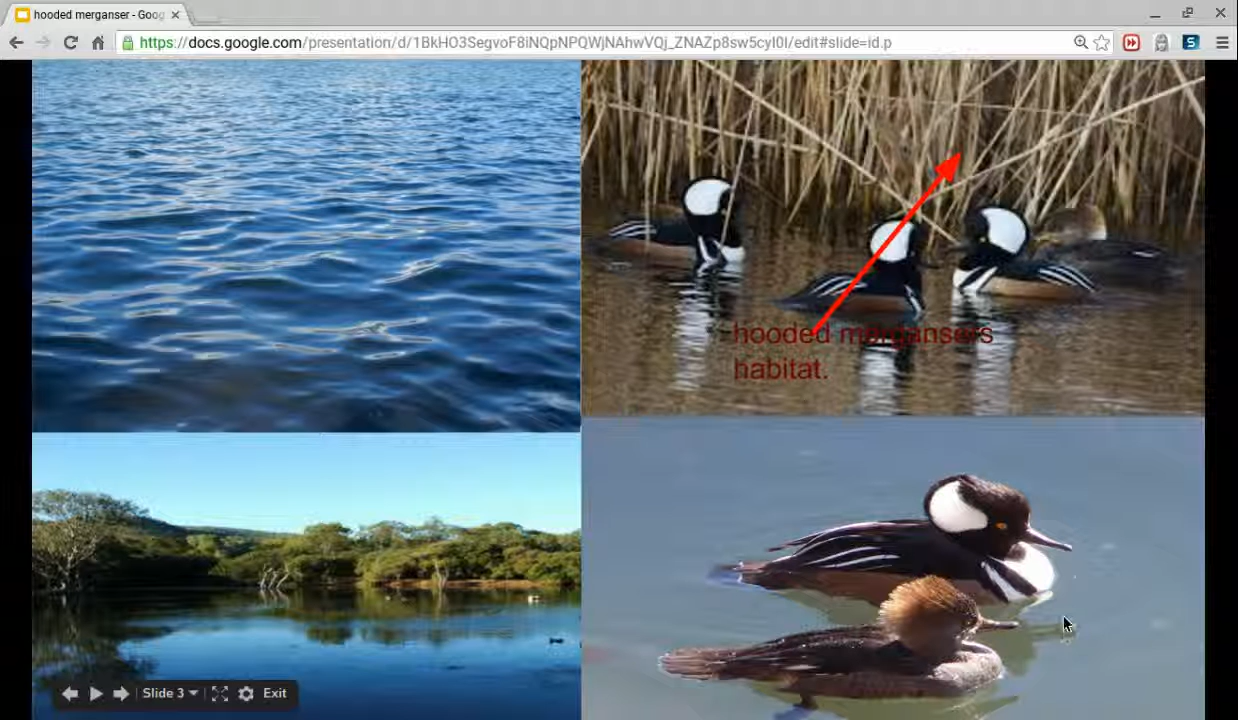 hooded merganser - Goog
https://docs.google.com/presentation/d/1BkHO3SegvoF8iNQpNPQWjNAhwVQj_ZNAZp8sw5cyI0I/edit#slide=id.p
hooded mergansers
habitat.
Slide 3
Exit